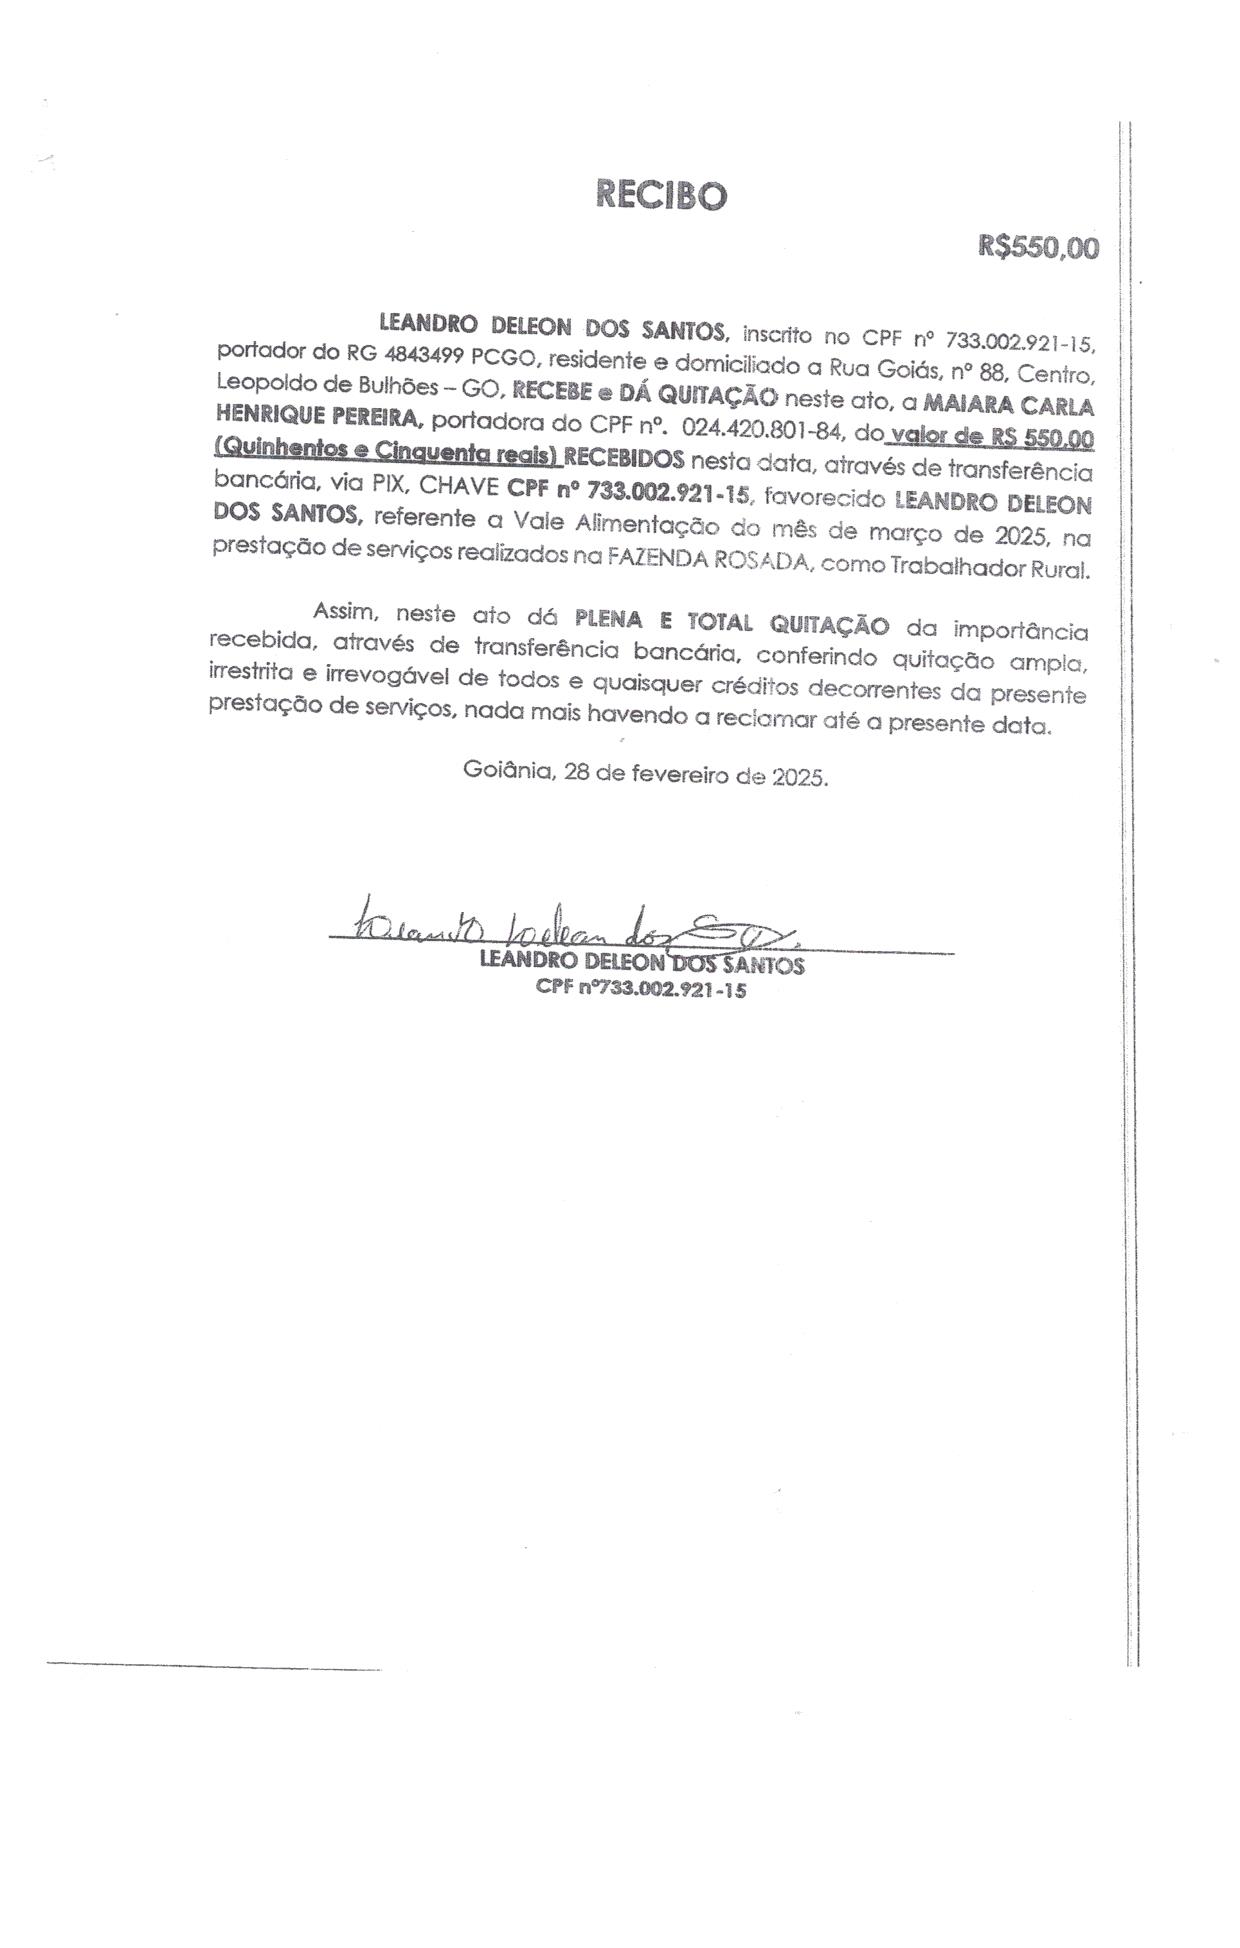 RECIBO
R$550,00
LEANDRO DELEON DOS SANTOS, inscrito no CPF nº 733.002.921-15,
portador do RG 4843499 PCGO, residente e domiciliado a Rua Goiás, nº 88, Centro,
Leopoldo de Bulhões – GO, RECEBE e DÁ QUITAÇÃO neste ato, a MAIARA CARLA
HENRIQUE PEREIRA, portadora do CPF nº. 024.420.801-84, do valor de R$ 550,00
(Quinhentos e Cinquenta reais) RECEBIDOS nesta data, através de transferência
bancária, via PIX, CHAVE CPF nº 733.002.921-15, favorecido LEANDRO DELEON
DOS SANTOS, referente a Vale Alimentação do mês de março de 2025, na
prestação de serviços realizados na FAZENDA ROSADA, como Trabalhador Rural.
Assim, neste ato dá PLENA E TOTAL QUITAÇÃO da importância
recebida, através de transferência bancária, conferindo quitação ampla,
irrestrita e irrevogável de todos e quaisquer créditos decorrentes da presente
prestação de serviços, nada mais havendo a reclamar até a presente data.
Goiânia, 28 de fevereiro de 2025.
Leandro Deleon dos
LEANDRO DELEON DOS SANTOS
CPF nº733.002.921-15